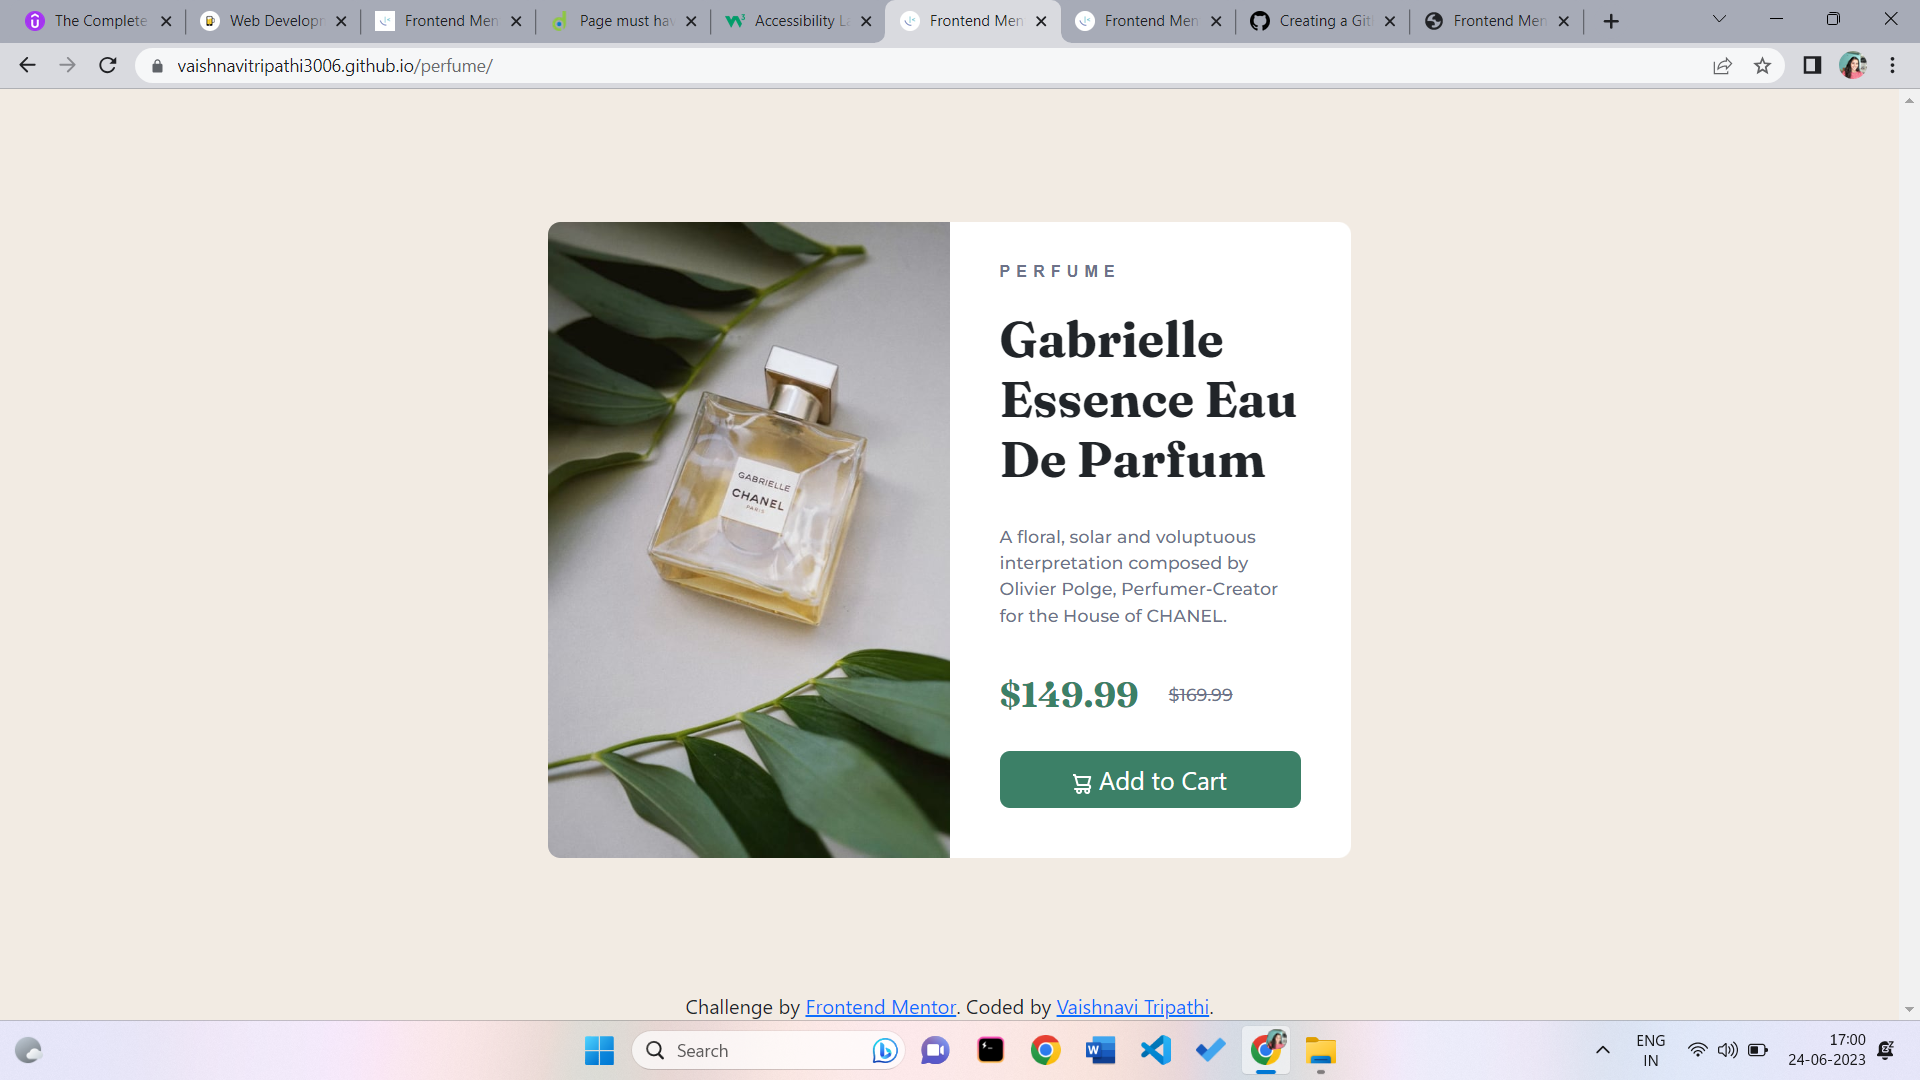 The Complete
Web Developm
Frontend Men
Page must hav
Accessibility La
Frontend Men
Frontend Men
Creating a Git
Frontend Men
vaishnavitripathi3006.github.io/perfume/
GABRIELLE
CHANEL
PARIS
PERFUME
Gabrielle
Essence Eau
De Parfum
A floral, solar and voluptuous
interpretation composed by
Olivier Polge, Perfumer-Creator
for the House of CHANEL.
$149.99 $169.99
Add to Cart
Challenge by Frontend Mentor. Coded by Vaishnavi Tripathi.
Search
ENG
IN
17:00
24-06-2023